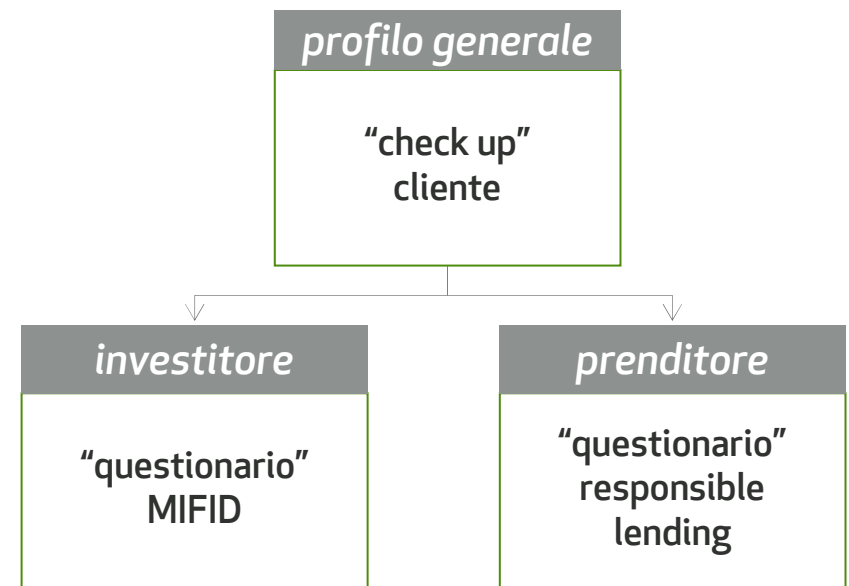 profilo generale
“check up”
cliente
investitore
prenditore
“questionario”
MIFID
“questionario”
responsible
lending